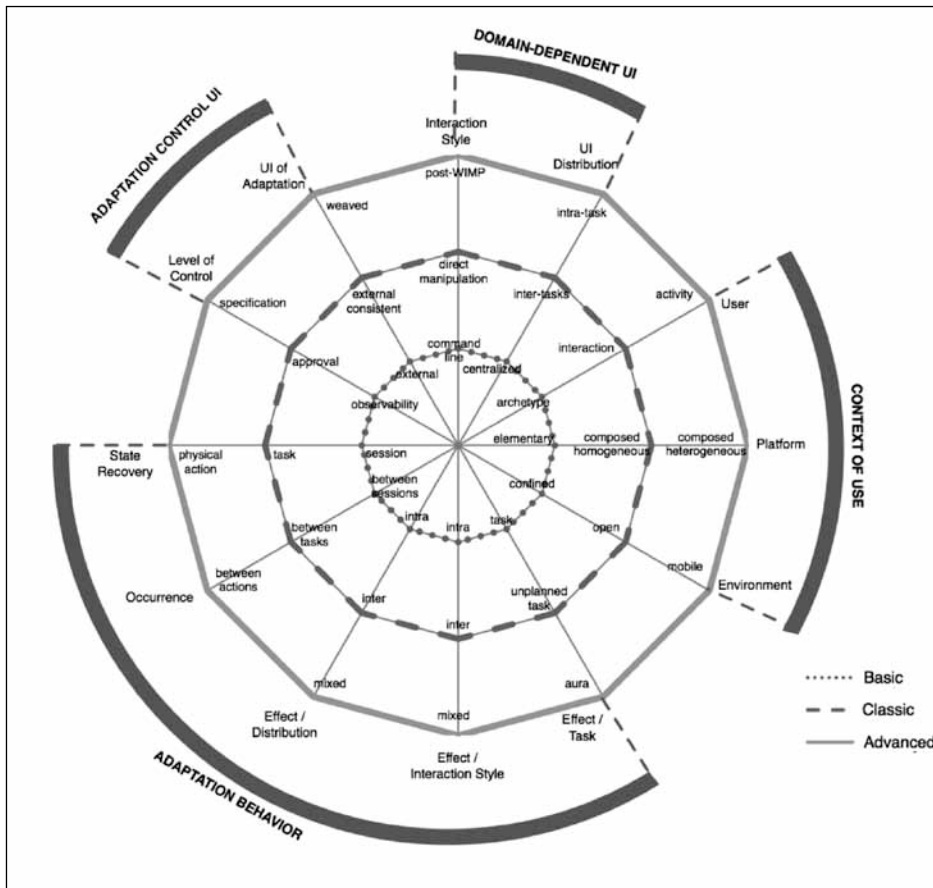 DOMAIN-DEPENDENT UI
ADAPTATION CONTROL UI
Interaction
Style
UI
Distribution
UI of
Adaptation
post-WIMP
weaved
intra-task
Level of
Control
direct
manipulation
specification
external
consistent
inter-tasks
activity
User
command
line
approval
external
centralized
interaction
observability
archetype
CONTEXT OF USE
State
Recovery
physical
action
task
session
elementary
composed
homogeneous
composed
heterogeneous
Platform
between
sessions
confined
between
tasks
intra
intra
task
open
between
actions
mobile
Occurrence
Environment
inter
inter
unplanned
task
mixed
mixed
aura
Effect /
Distribution
Effect /
Interaction Style
Effect /
Task
ADAPTATION BEHAVIOR
Basic
Classic
Advanced